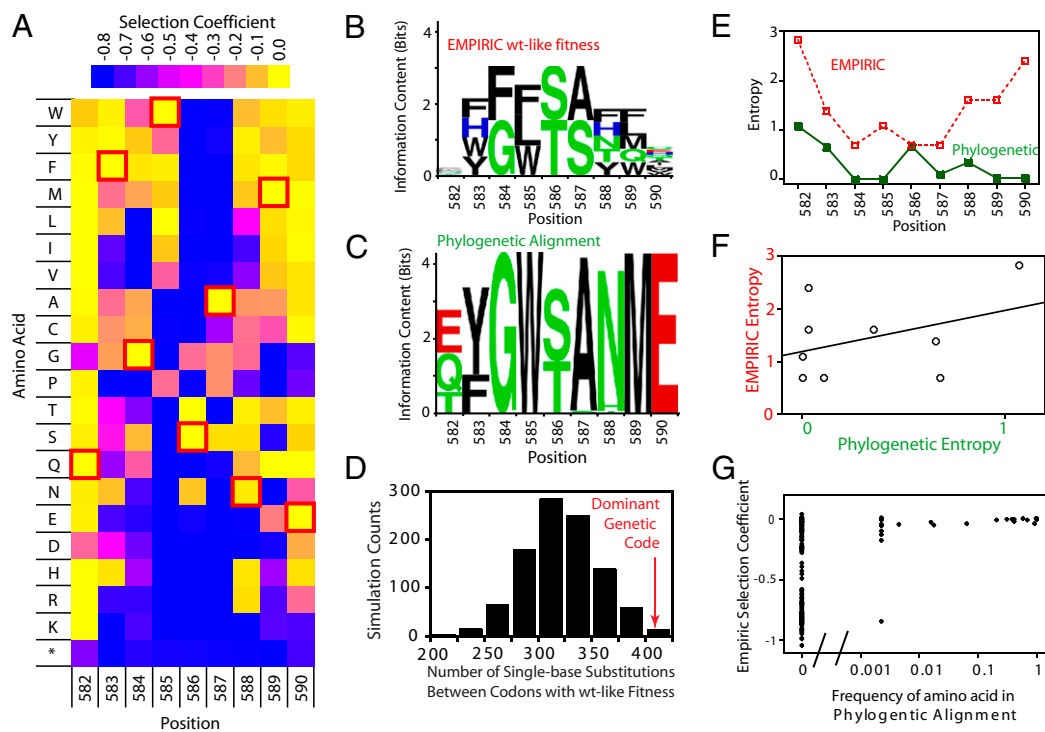 A
Selection Coefficient
-0.8
-0.7
-0.6
-0.5
-0.4
-0.3
-0.2
-0.1
0.0
Amino Acid
W
Y
F
M
L
I
V
A
C
G
P
T
S
Q
N
E
D
H
R
K
*
582
583
584
585
586
587
588
589
590
Position
B
EMPIRIC wt-like fitness
Information Content (Bits)
4
2
0
F
H
W
Y
F
G
F
L
W
S
T
A
S
H
N
T
Y
F
M
Q
W
582
583
584
585
586
587
588
589
590
Position
C
Phylogenetic Alignment
Information Content (Bits)
4
2
0
E
Q
T
Y
F
G
W
S
T
A
N
M
E
582
583
584
585
586
587
588
589
590
Position
D
Simulation Counts
300
200
100
0
Dominant
Genetic
Code
200
250
300
350
400
Number of Single-base Substitutions
Between Codons with wt-like Fitness
E
Entropy
3
1
0
EMPIRIC
Phylogenetic
582
583
584
585
586
587
588
589
590
Position
F
EMPIRIC Entropy
3
2
1
0
0
1
Phylogenetic Entropy
G
Empiric Selection Coefficient
0
-0.5
-1
0
0.001
0.01
0.1
1
Frequency of amino acid in
Phylogentic Alignment